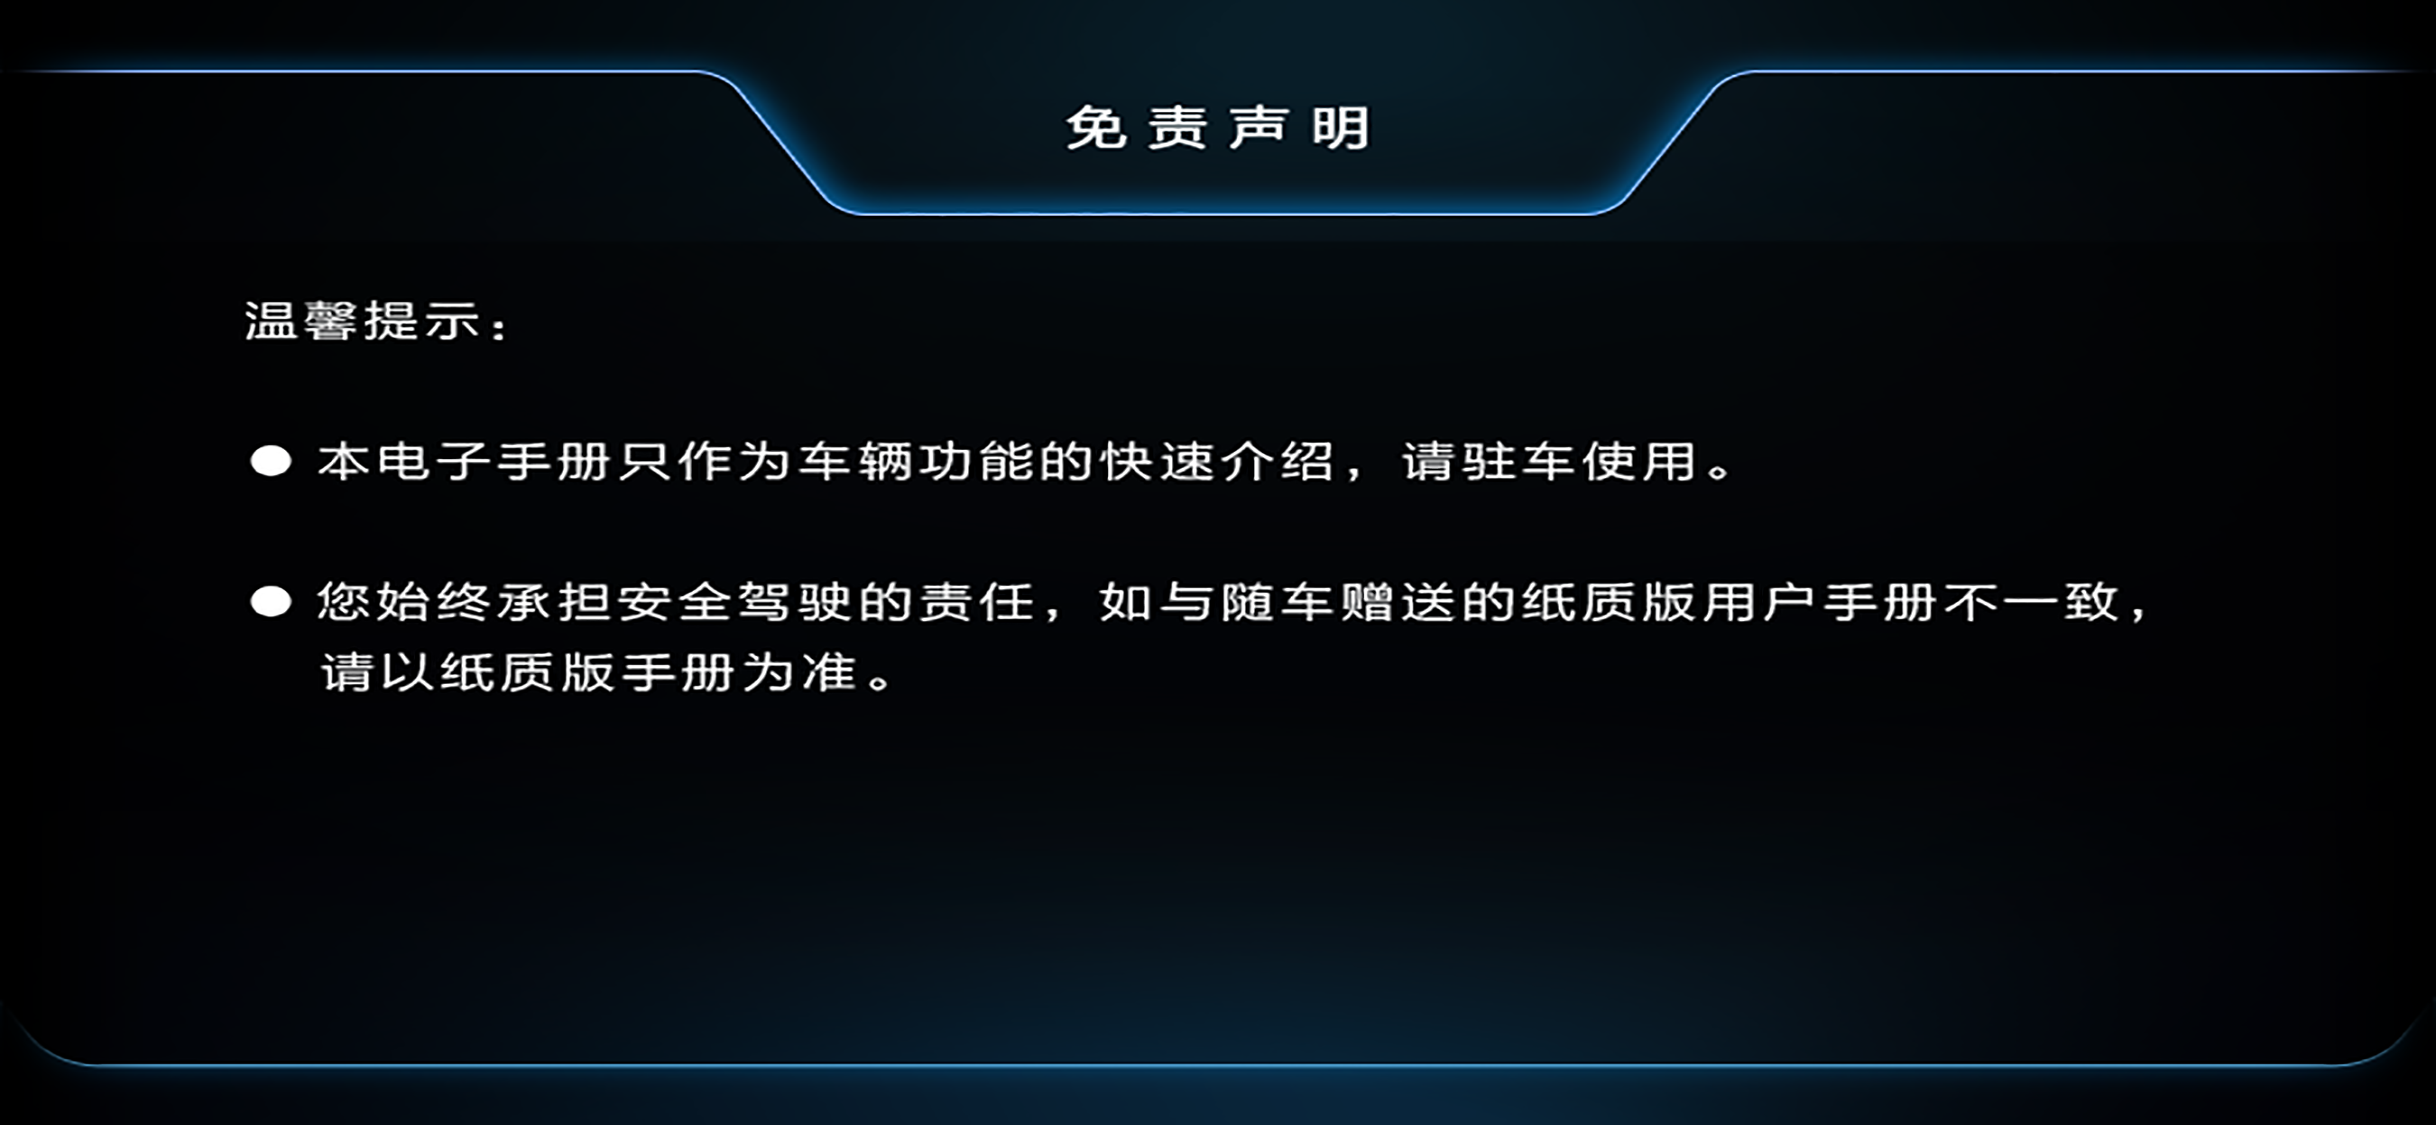 免责声明
温馨提示：
● 本电子手册只作为车辆功能的快速介绍，请驻车使用。
● 您始终承担安全驾驶的责任，如与随车赠送的纸质版用户手册不一致，
请以纸质版手册为准。